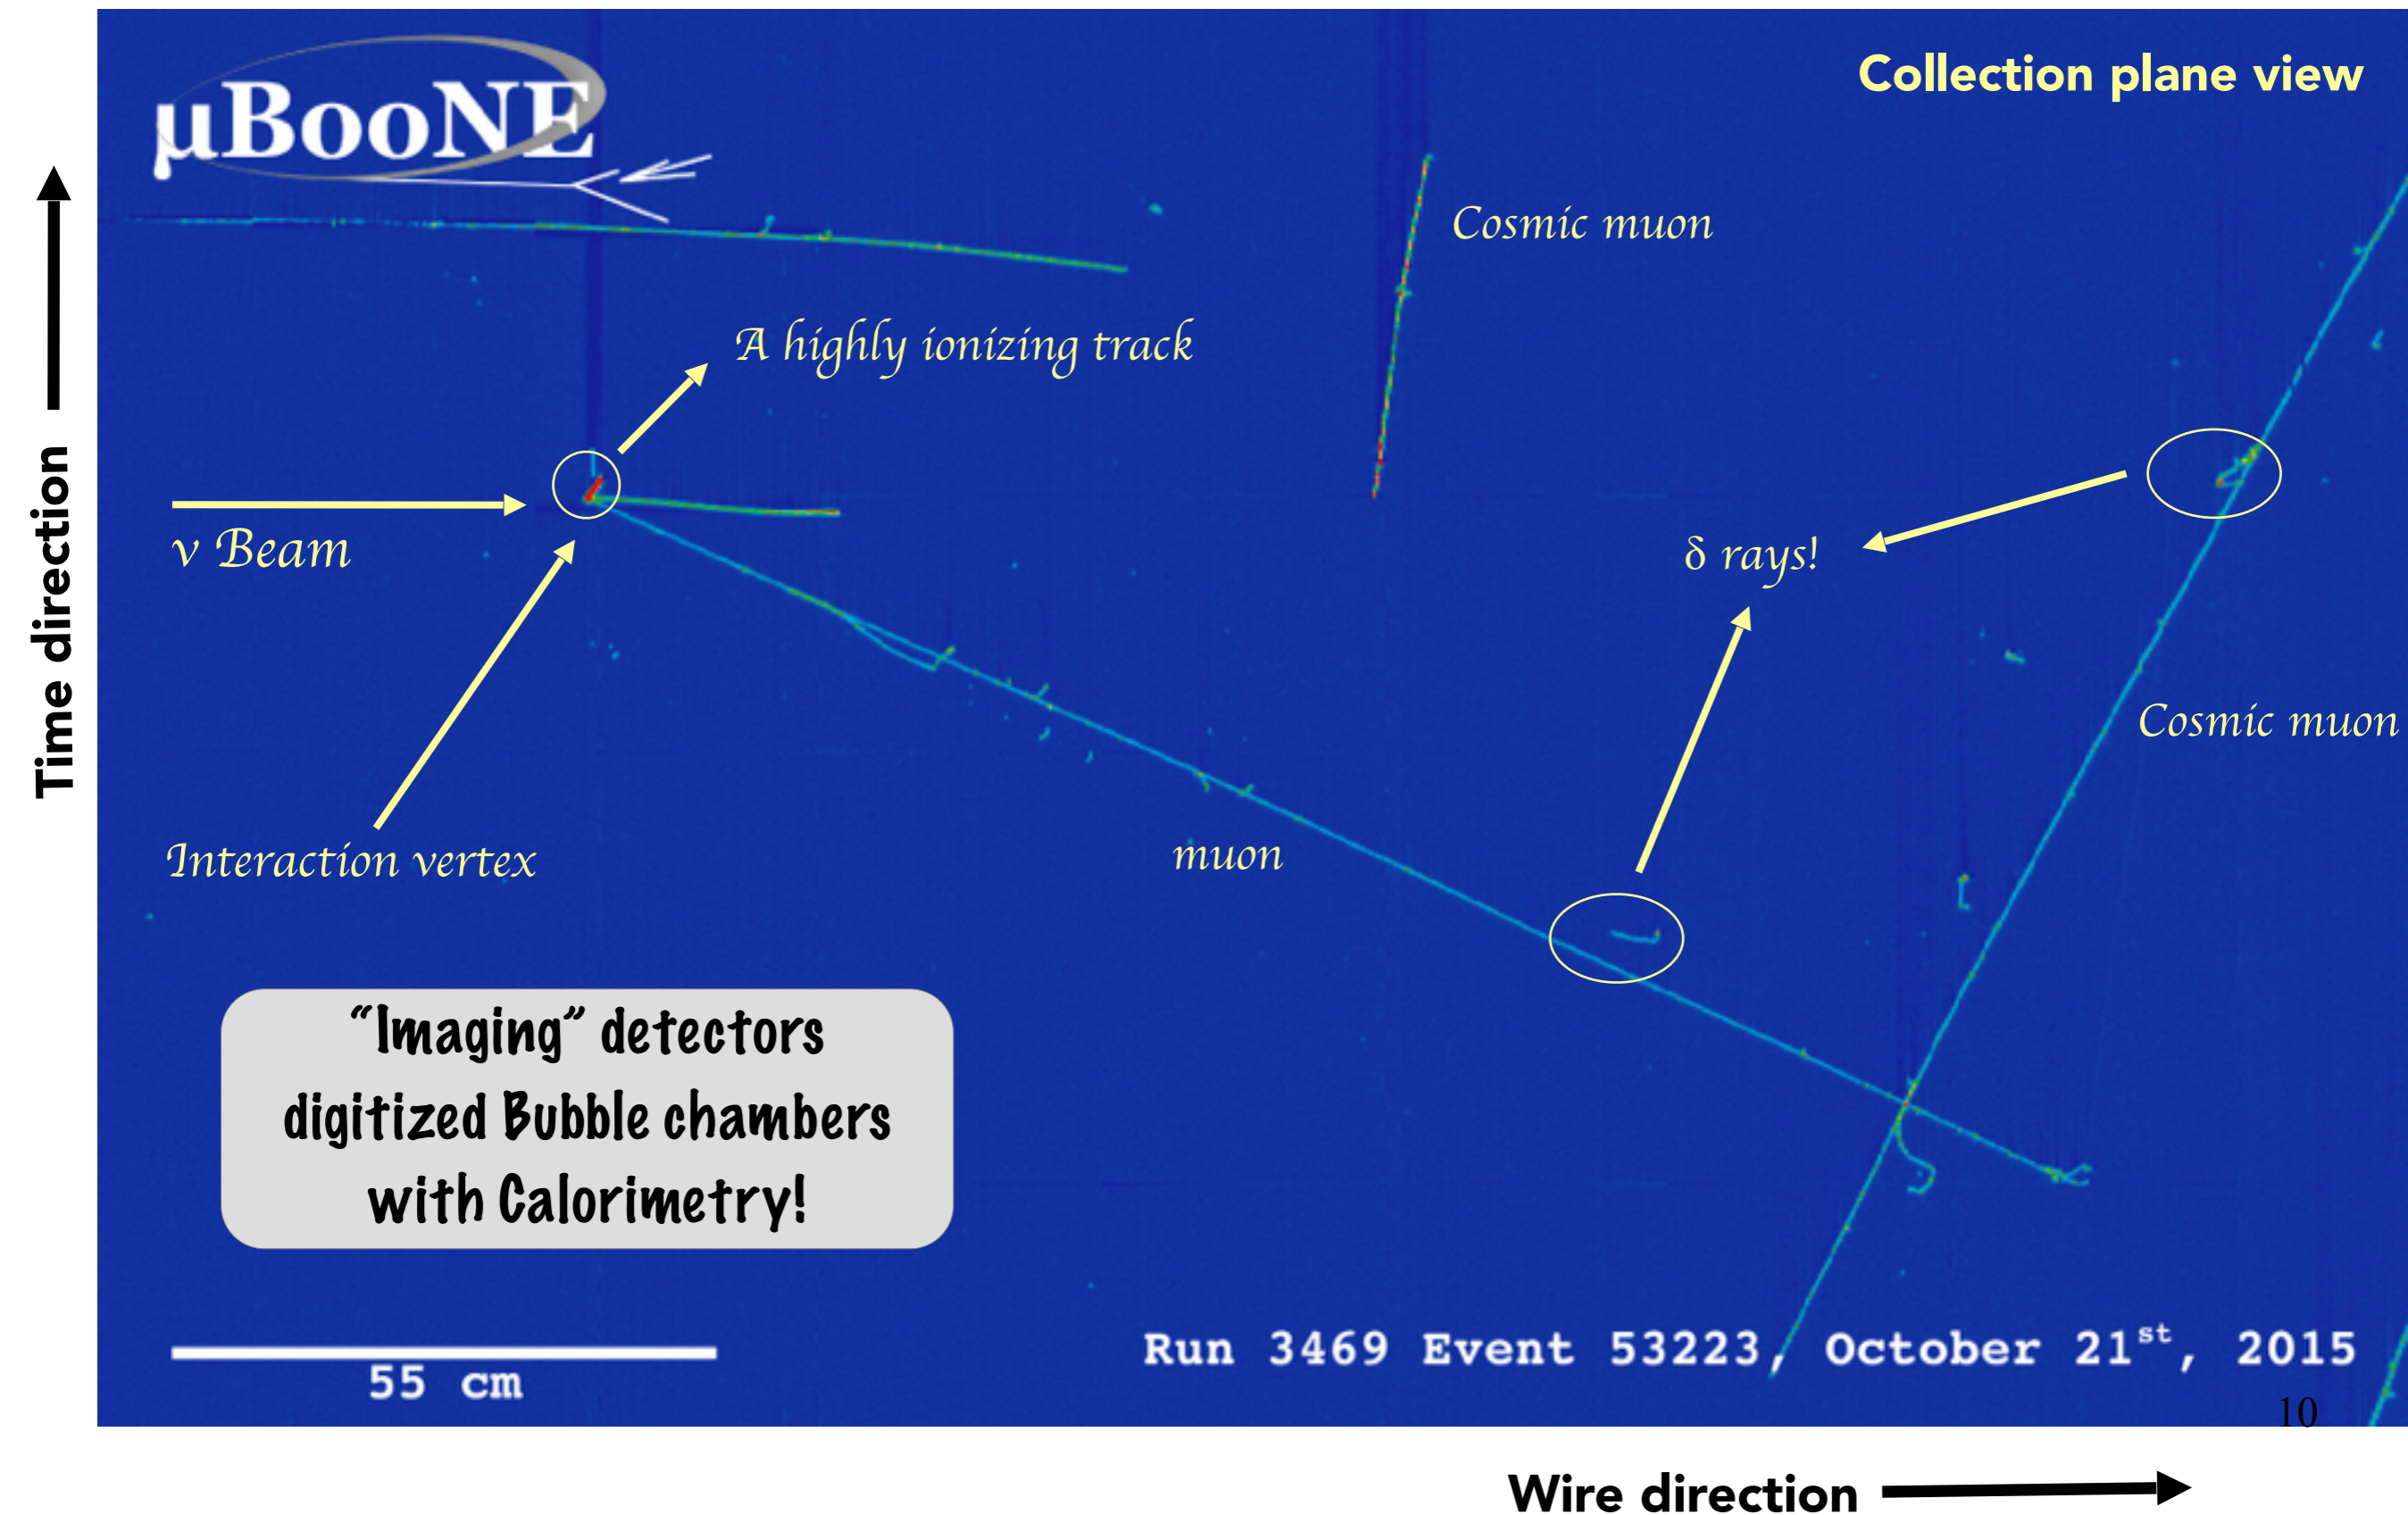 µBooNE
Collection plane view
Cosmic muon
A highly ionizing track
Time direction
ν Beam
δ rays!
Cosmic muon
Interaction vertex
muon
“Imaging” detectors
digitized Bubble chambers
with Calorimetry!
55 cm
Run 3469 Event 53223, October 21st, 2015
10
Wire direction